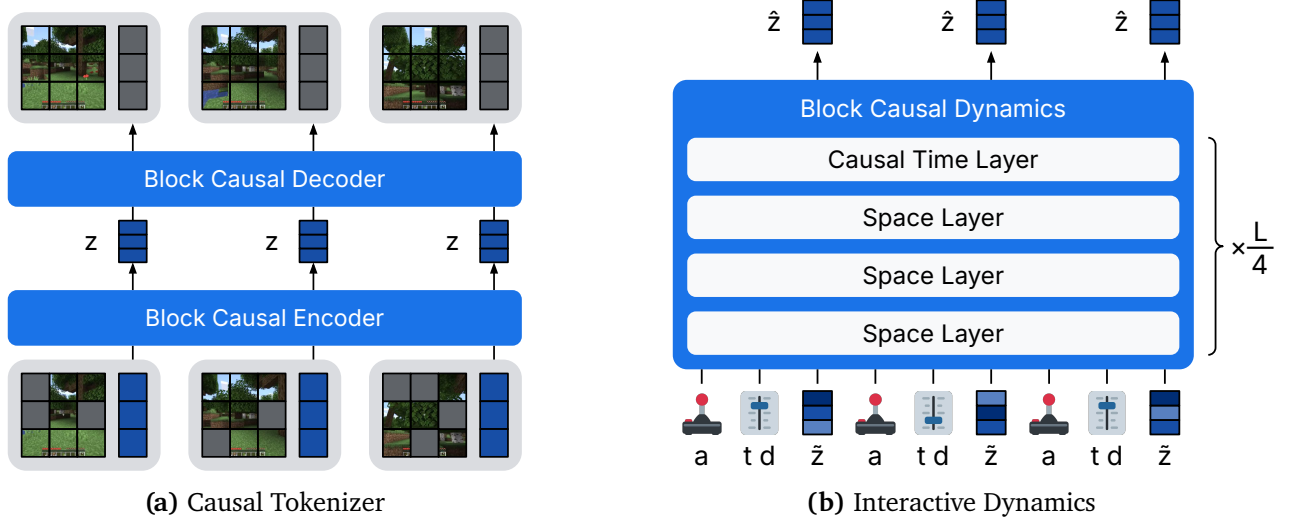 Block Causal Decoder
z z z
Block Causal Encoder
(a) Causal Tokenizer
ẑ ẑ ẑ
Block Causal Dynamics
Causal Time Layer
Space Layer
Space Layer
Space Layer
× L
4
a t d z̃ a t d z̃ a t d z̃
(b) Interactive Dynamics